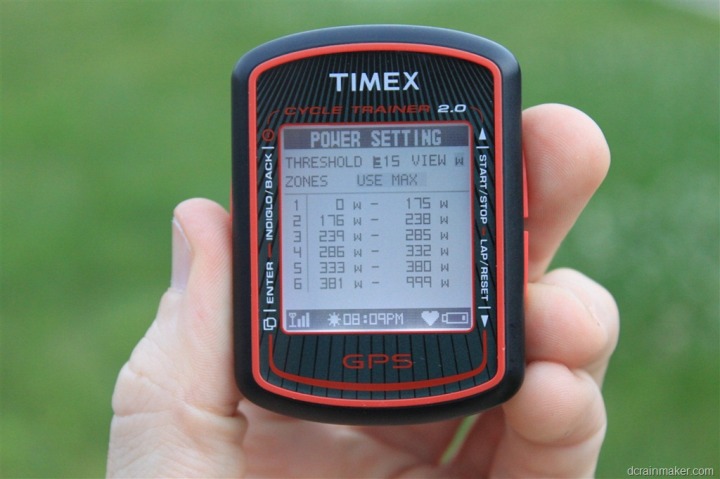 TIMEX
CYCLE TRAINER 2.0
INDIGLO/BACK
ENTER
START/STOP
LAP/RESET
POWER SETTING
THRESHOLD 15 VIEW W
ZONES USE MAX
1 0 W - 175 W
2 176 W - 238 W
3 239 W - 285 W
4 286 W - 332 W
5 333 W - 380 W
6 381 W - 999 W
08:09PM
GPS
dcrainmaker.com